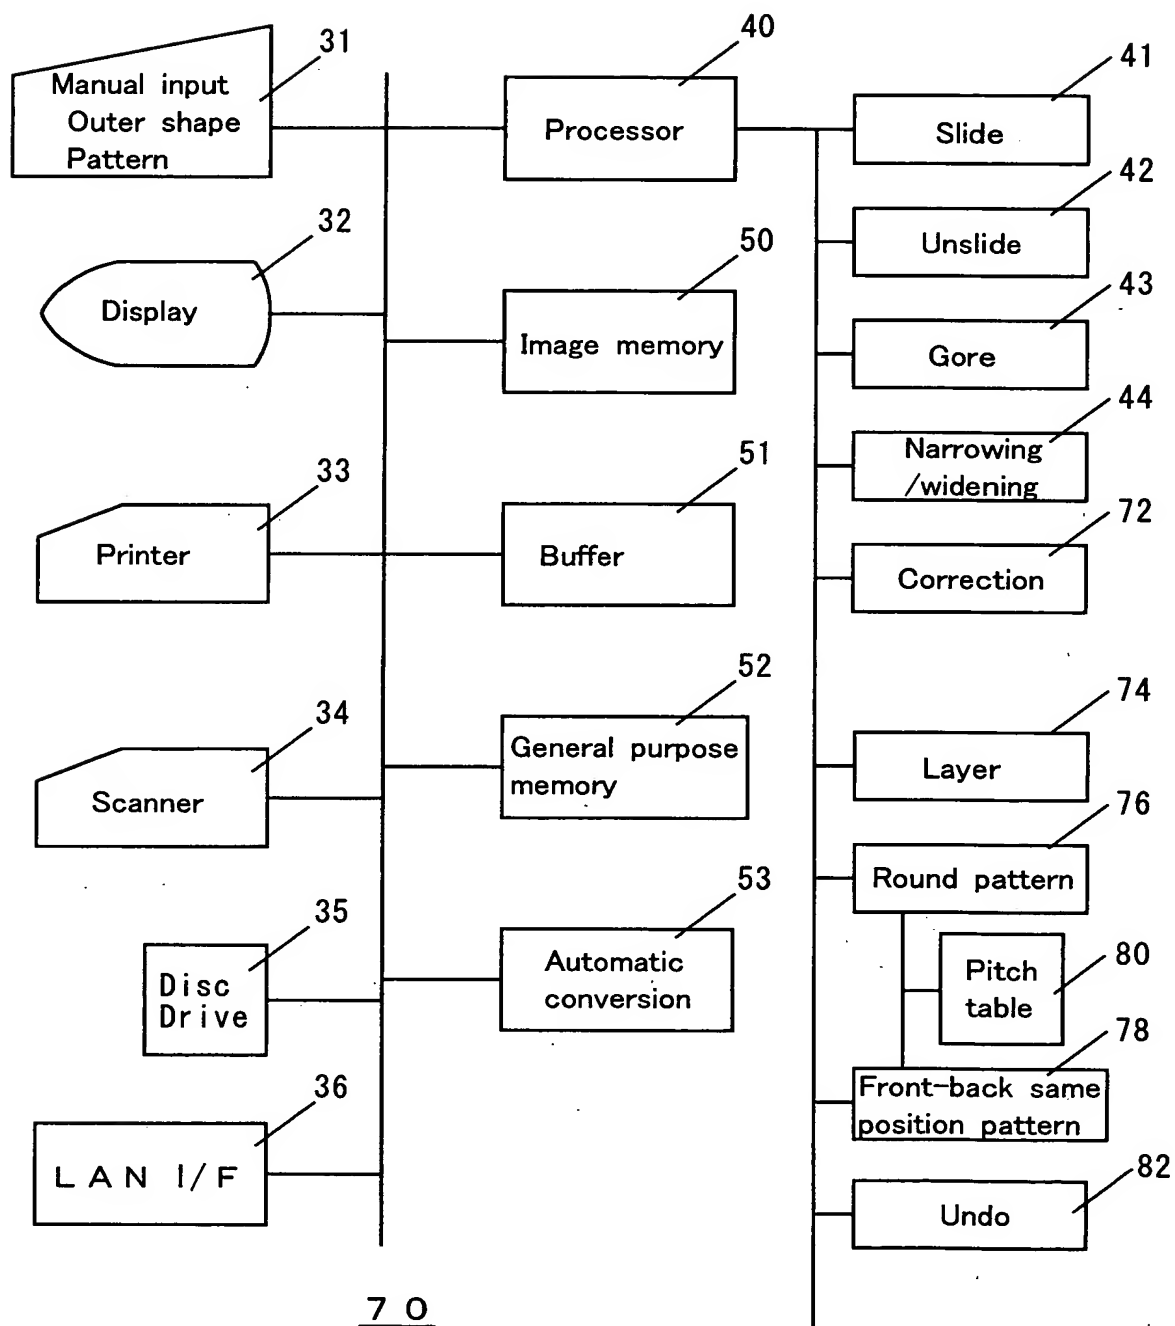 31
Manual input
Outer shape
Pattern
32
Display
33
Printer
34
Scanner
35
Disc
Drive
36
LAN I/F
40
Processor
50
Image memory
51
Buffer
52
General purpose
memory
53
Automatic
conversion
41
Slide
42
Unslide
43
Gore
44
Narrowing
/widening
72
Correction
74
Layer
76
Round pattern
80
Pitch
table
78
Front-back same
position pattern
82
Undo
70